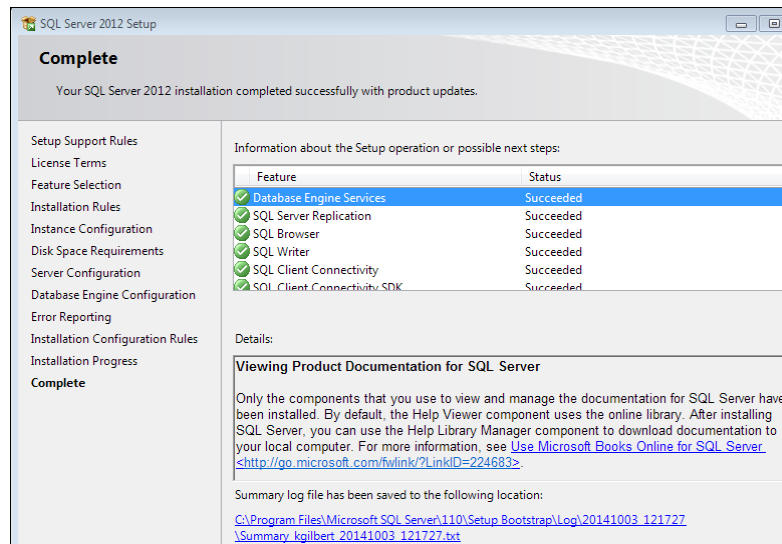 SQL Server 2012 Setup
Complete
Your SQL Server 2012 installation completed successfully with product updates.
Setup Support Rules
License Terms
Feature Selection
Installation Rules
Instance Configuration
Disk Space Requirements
Server Configuration
Database Engine Configuration
Error Reporting
Installation Configuration Rules
Installation Progress
Complete
Information about the Setup operation or possible next steps:
Feature Status
Database Engine Services Succeeded
SQL Server Replication Succeeded
SQL Browser Succeeded
SQL Writer Succeeded
SQL Client Connectivity Succeeded
SQL Client Connectivity SDK Succeeded
Details:
Viewing Product Documentation for SQL Server
Only the components that you use to view and manage the documentation for SQL Server have
been installed. By default, the Help Viewer component uses the online library. After installing
SQL Server, you can use the Help Library Manager component to download documentation to
your local computer. For more information, see Use Microsoft Books Online for SQL Server
<http://go.microsoft.com/fwlink/?LinkID=224683>.
Summary log file has been saved to the following location:
C:\Program Files\Microsoft SQL Server\110\Setup Bootstrap\Log\20141003_121727
\Summary_kgilbert_20141003_121727.txt